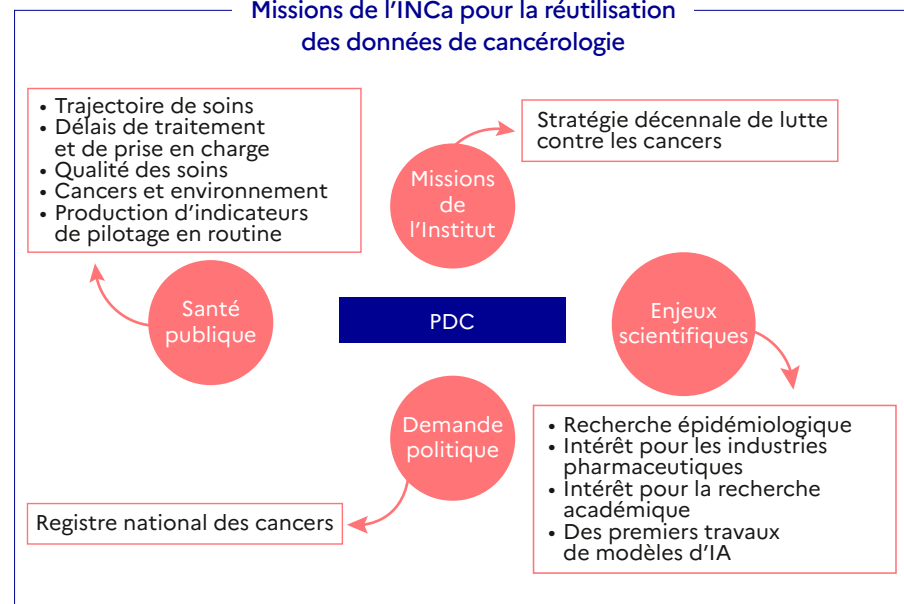 Missions de l'INCa pour la réutilisation
des données de cancérologie
• Trajectoire de soins
• Délais de traitement
et de prise en charge
• Qualité des soins
• Cancers et environnement
• Production d'indicateurs
de pilotage en routine
Stratégie décennale de lutte
contre les cancers
Missions
de
l'Institut
Santé
publique
PDC
Enjeux
scientifiques
Demande
politique
• Recherche épidémiologique
• Intérêt pour les industries
pharmaceutiques
• Intérêt pour la recherche
académique
• Des premiers travaux
de modèles d'IA
Registre national des cancers